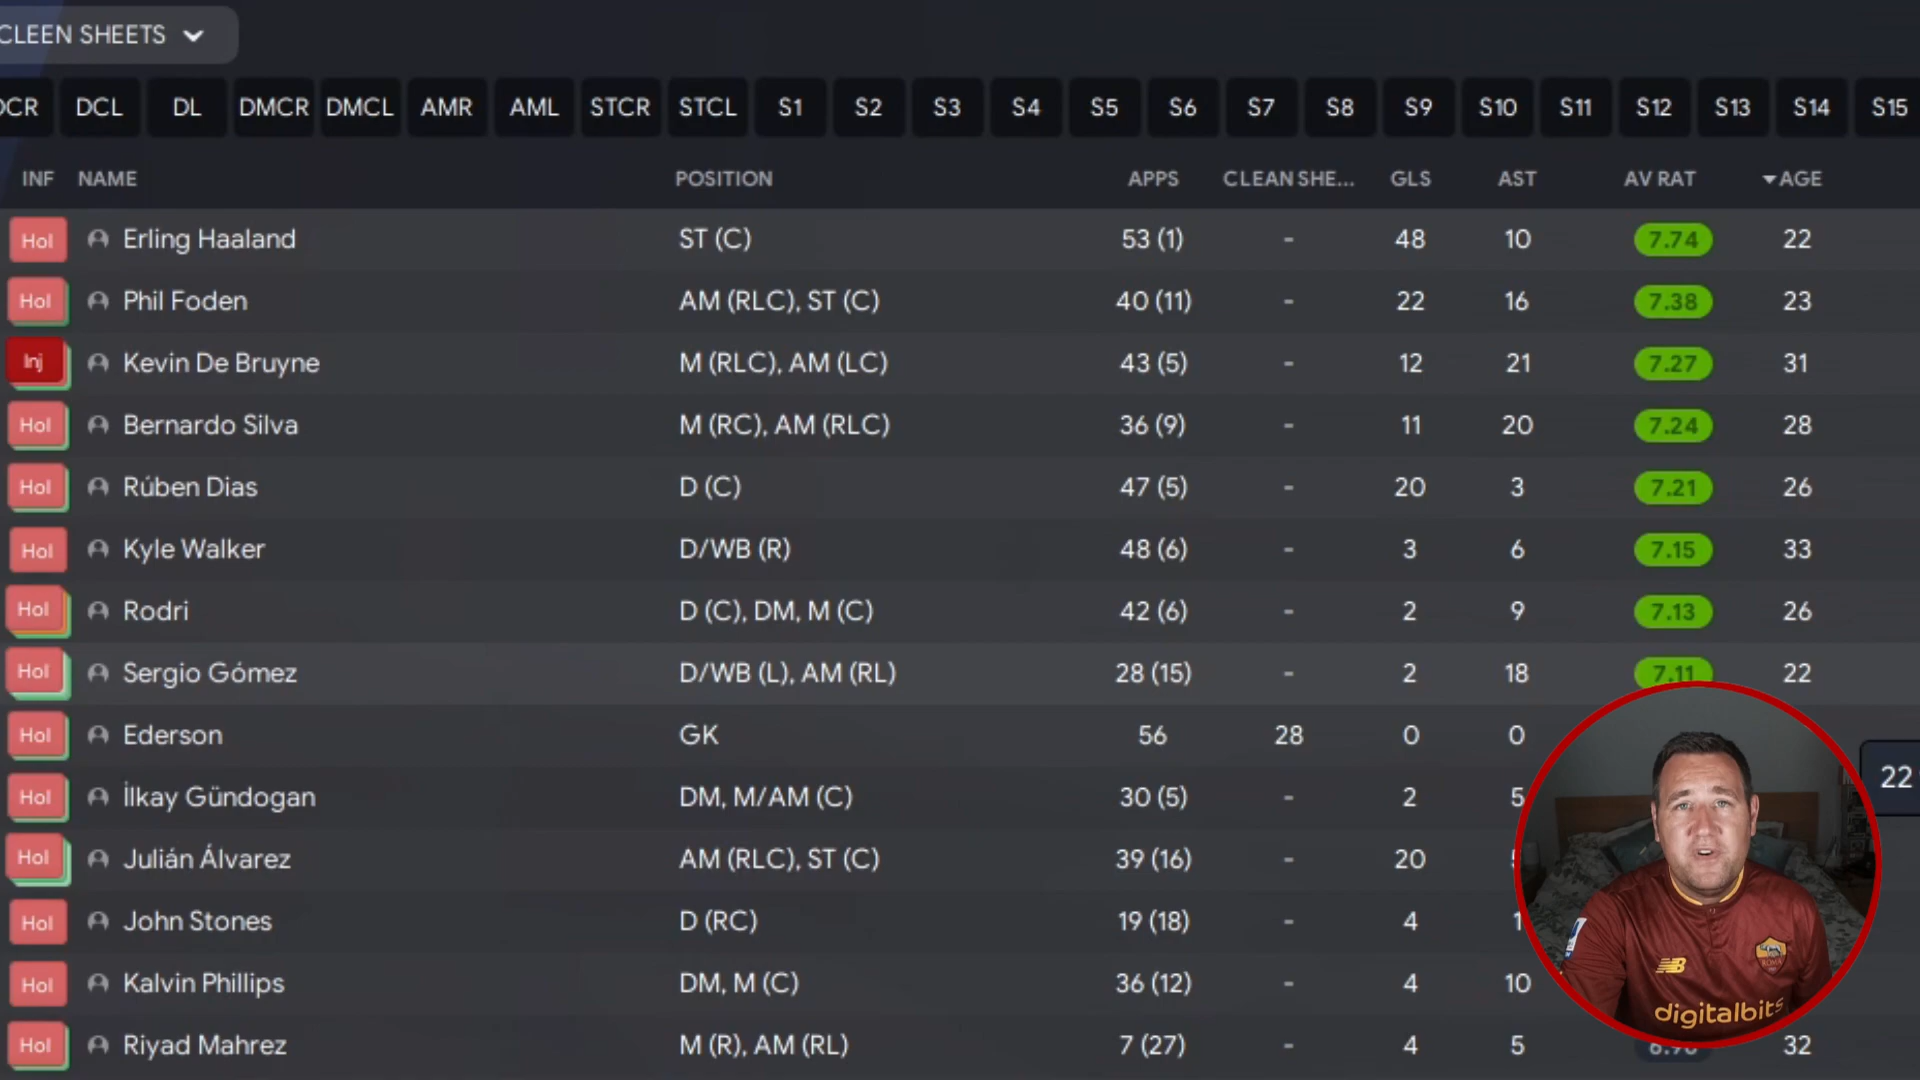 CLEEN SHEETS
DCR DCL DL DMCR DMCL AMR AML STCR STCL S1 S2 S3 S4 S5 S6 S7 S8 S9 S10 S11 S12 S13 S14 S15
INF NAME POSITION APPS CLEAN SHE... GLS AST AV RAT AGE
Hol Erling Haaland ST (C) 53 (1) - 48 10 7.74 22
Hol Phil Foden AM (RLC), ST (C) 40 (11) - 22 16 7.38 23
Inj Kevin De Bruyne M (RLC), AM (LC) 43 (5) - 12 21 7.27 31
Hol Bernardo Silva M (RC), AM (RLC) 36 (9) - 11 20 7.24 28
Hol Rúben Dias D (C) 47 (5) - 20 3 7.21 26
Hol Kyle Walker D/WB (R) 48 (6) - 3 6 7.15 33
Hol Rodri D (C), DM, M (C) 42 (6) - 2 9 7.13 26
Hol Sergio Gómez D/WB (L), AM (RL) 28 (15) - 2 18 7.11 22
Hol Ederson GK 56 28 0 0
22
Hol İlkay Gündogan DM, M/AM (C) 30 (5) - 2 5
Hol Julián Álvarez AM (RLC), ST (C) 39 (16) - 20
Hol John Stones D (RC) 19 (18) - 4 1
Hol Kalvin Phillips DM, M (C) 36 (12) - 4 10
ROMA
digitalbits
Hol Riyad Mahrez M (R), AM (RL) 7 (27) - 4 5 32